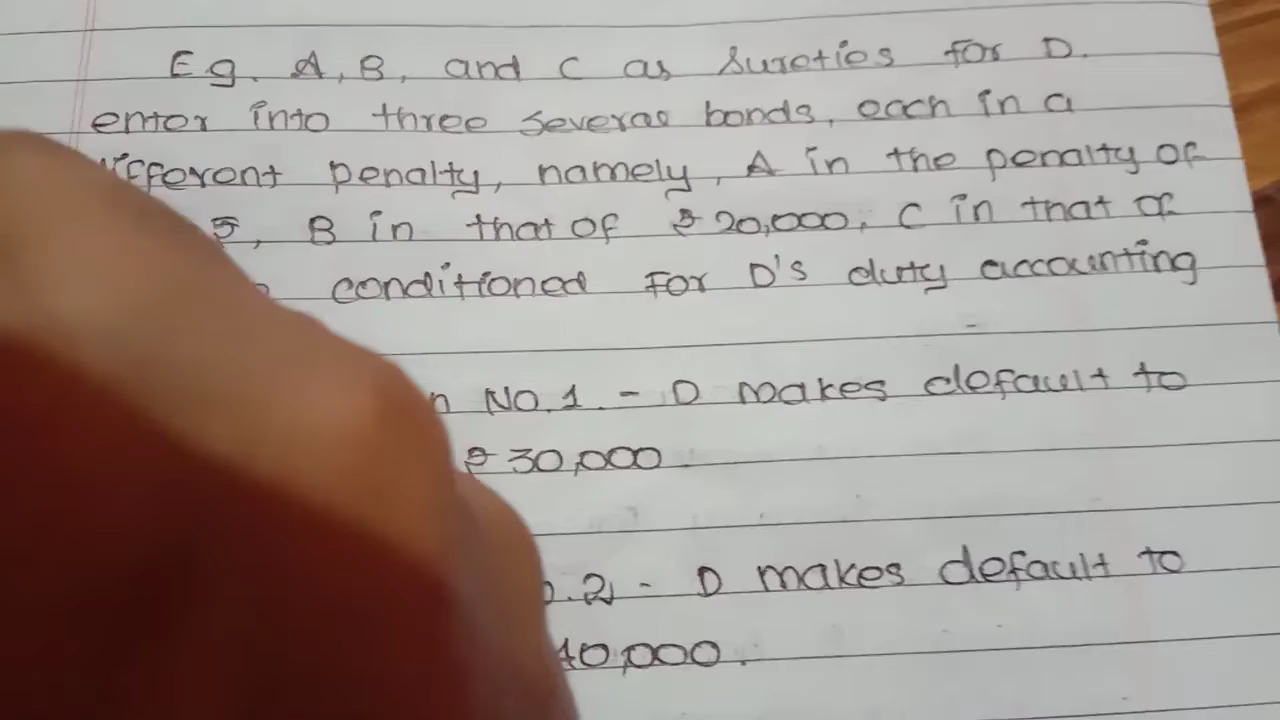 Eg. A, B, and C as Sureties for D.
enter into three several bonds, each in a
penalty, namely, A in the penalty of
₹, B in that of ₹ 20,000, C in that of
conditioned for D's duty accounting
No. 1. - D makes default to
₹ 30,000
2 - D makes default to
40,000.